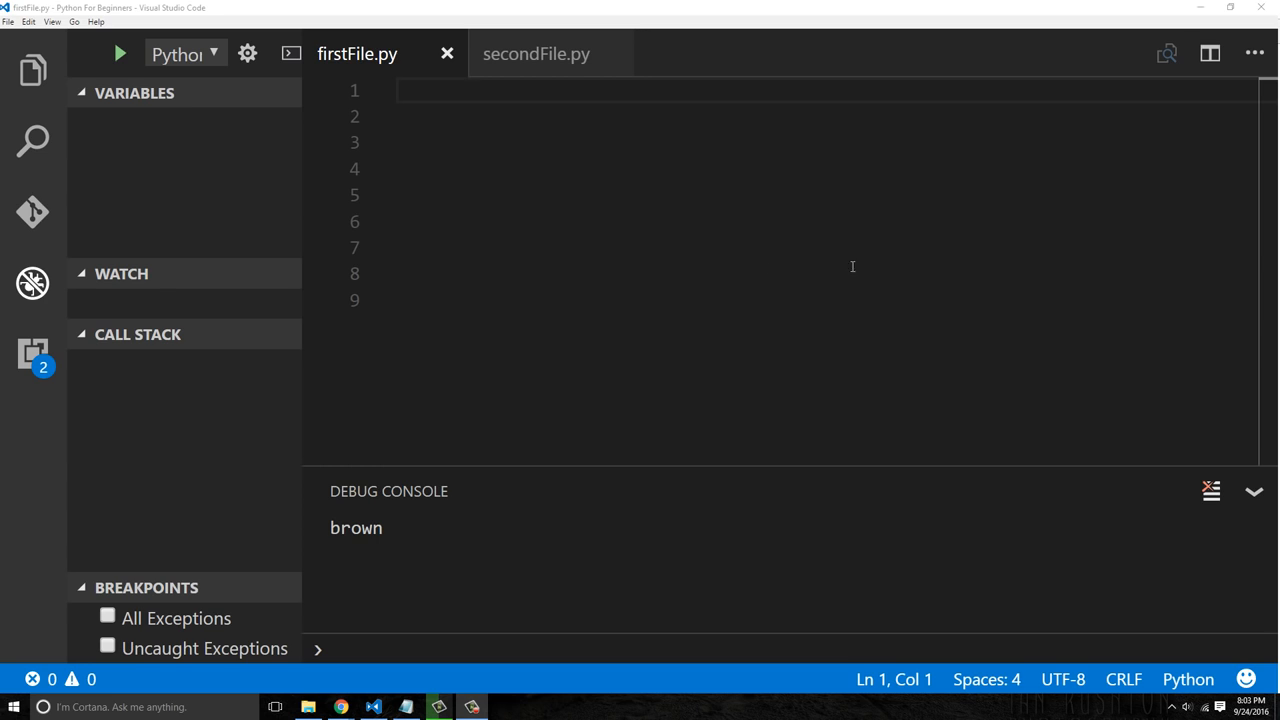 firstFile.py - Python For Beginners - Visual Studio Code
File Edit View Go Help
Pythor
firstFile.py
secondFile.py
VARIABLES
WATCH
CALL STACK
BREAKPOINTS
All Exceptions
Uncaught Exceptions
1
2
3
4
5
6
7
8
9
DEBUG CONSOLE
brown
2
0 0
Ln 1, Col 1 Spaces: 4 UTF-8 CRLF Python
I'm Cortana. Ask me anything.
8:03 PM
9/24/2016